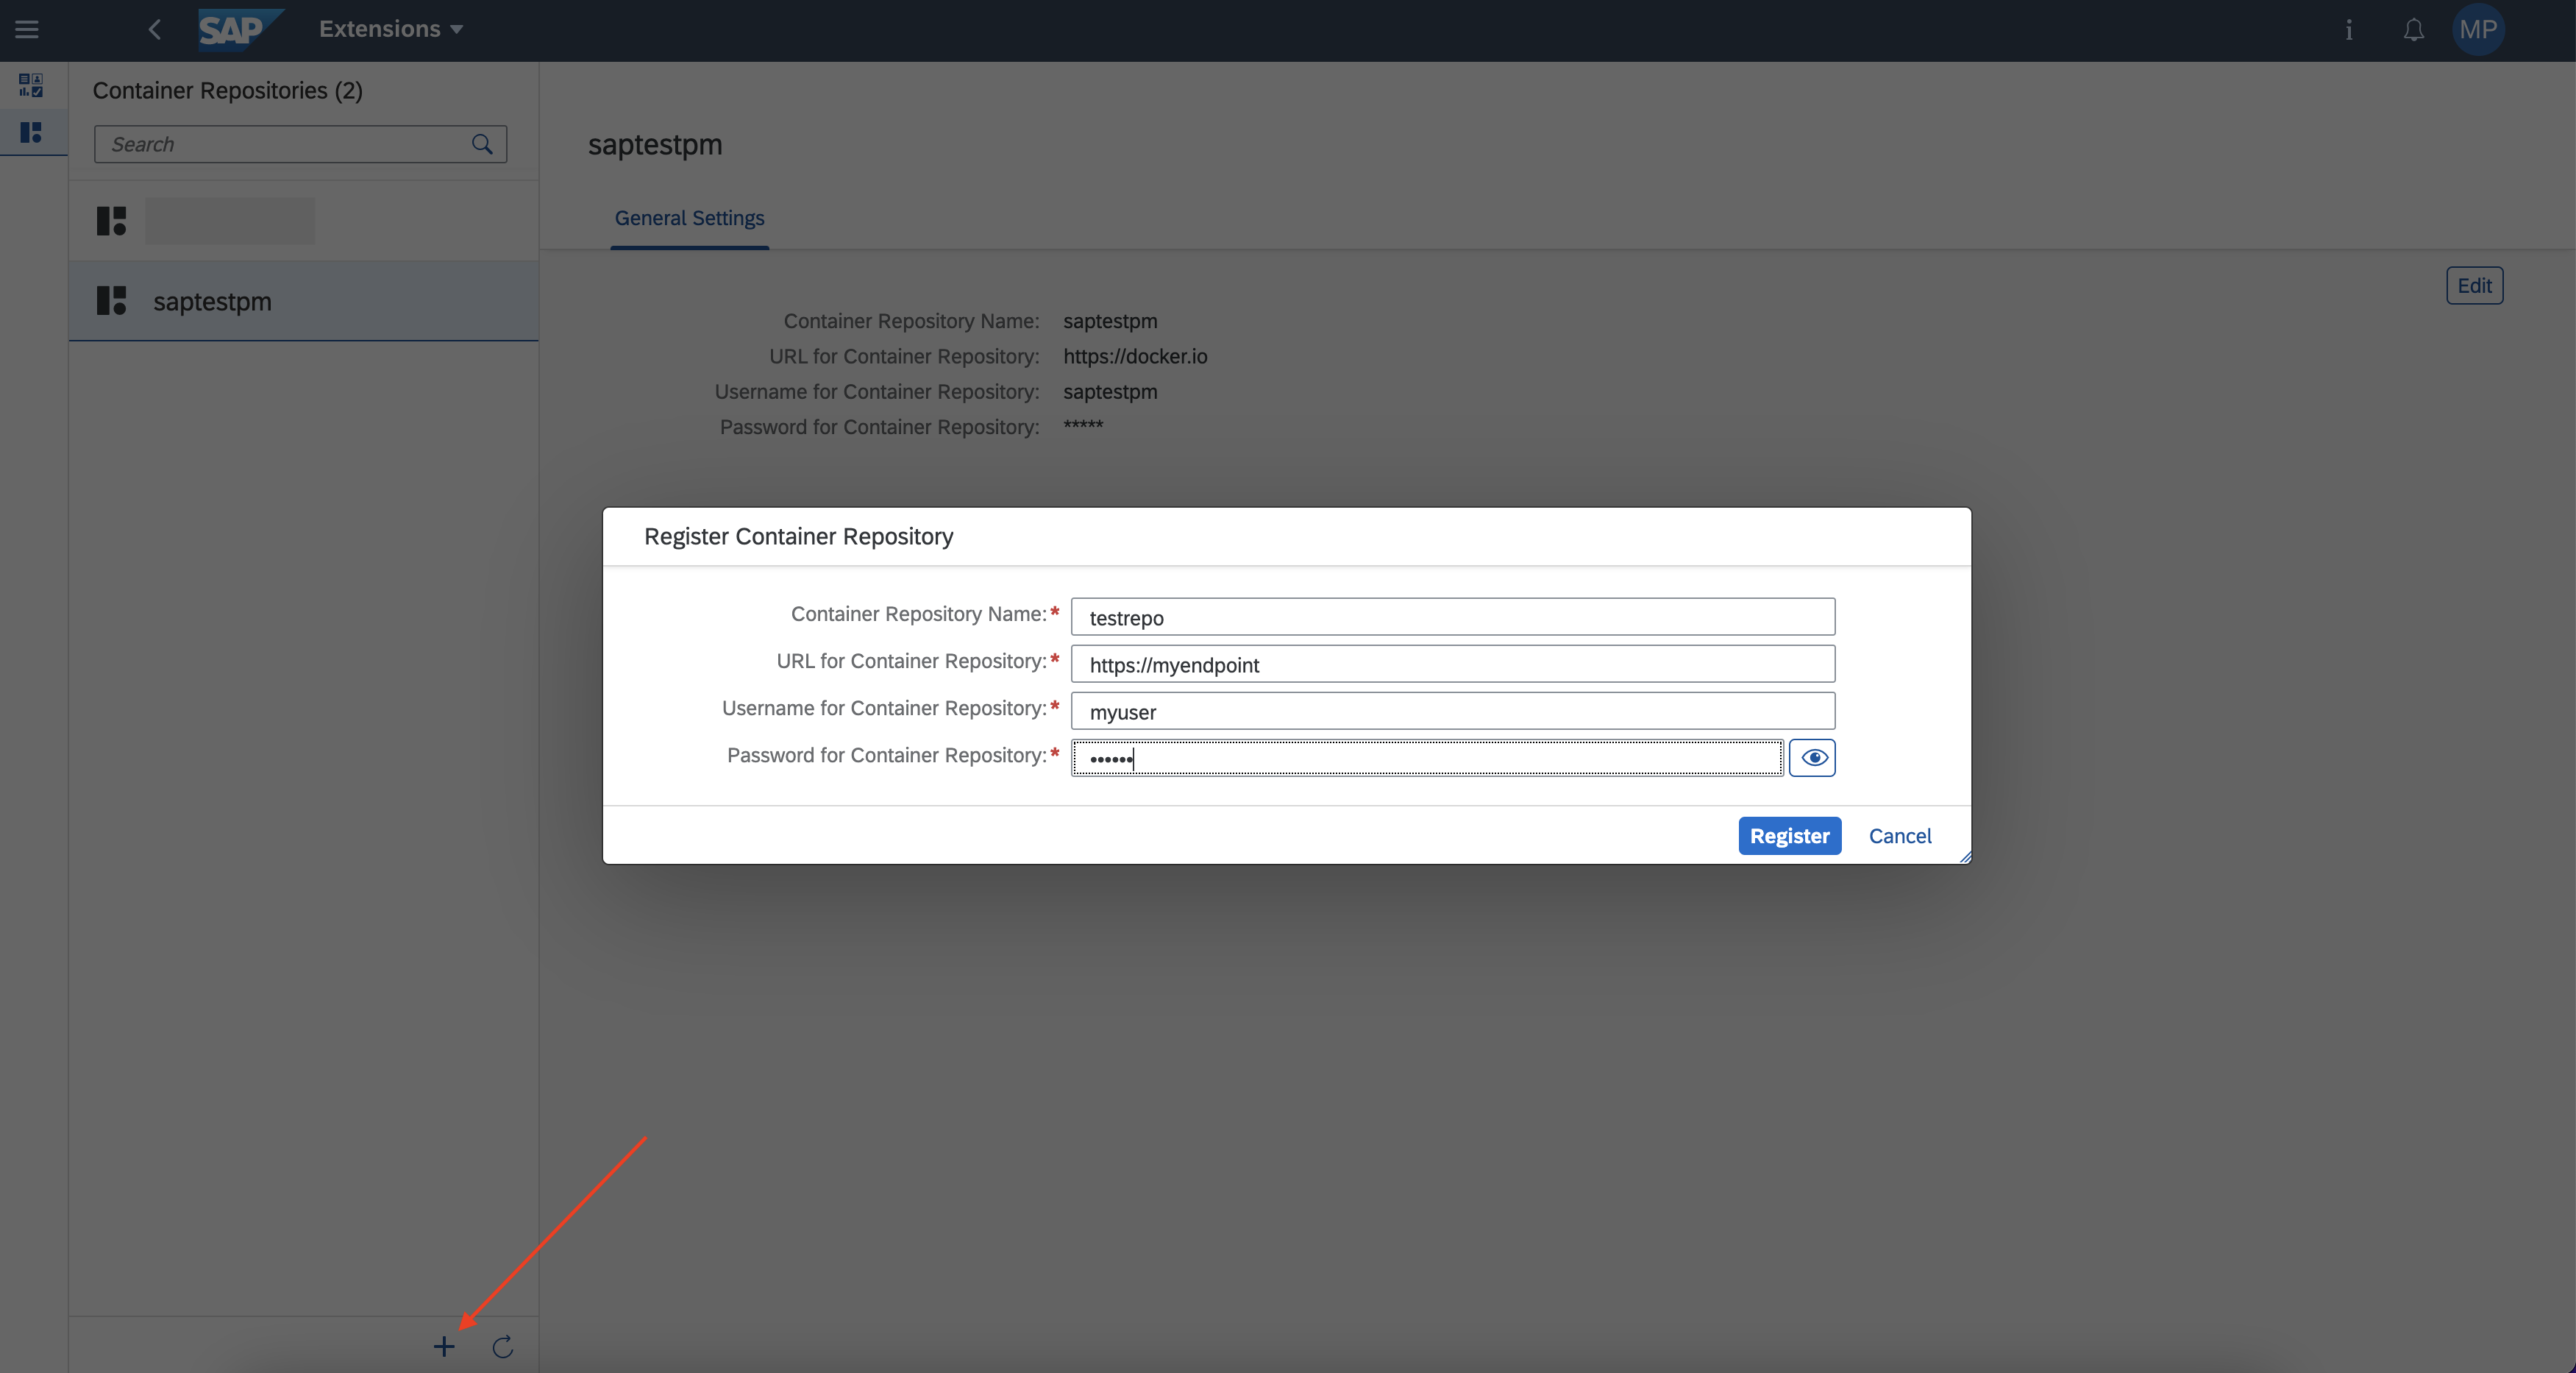 SAP
Extensions
i
MP
Container Repositories (2)
Search
saptestpm
saptestpm
General Settings
Edit
Container Repository Name: saptestpm
URL for Container Repository: https://docker.io
Username for Container Repository: saptestpm
Password for Container Repository: *****
Register Container Repository
Container Repository Name:* testrepo
URL for Container Repository:* https://myendpoint
Username for Container Repository:* myuser
Password for Container Repository:* ••••••
Register
Cancel